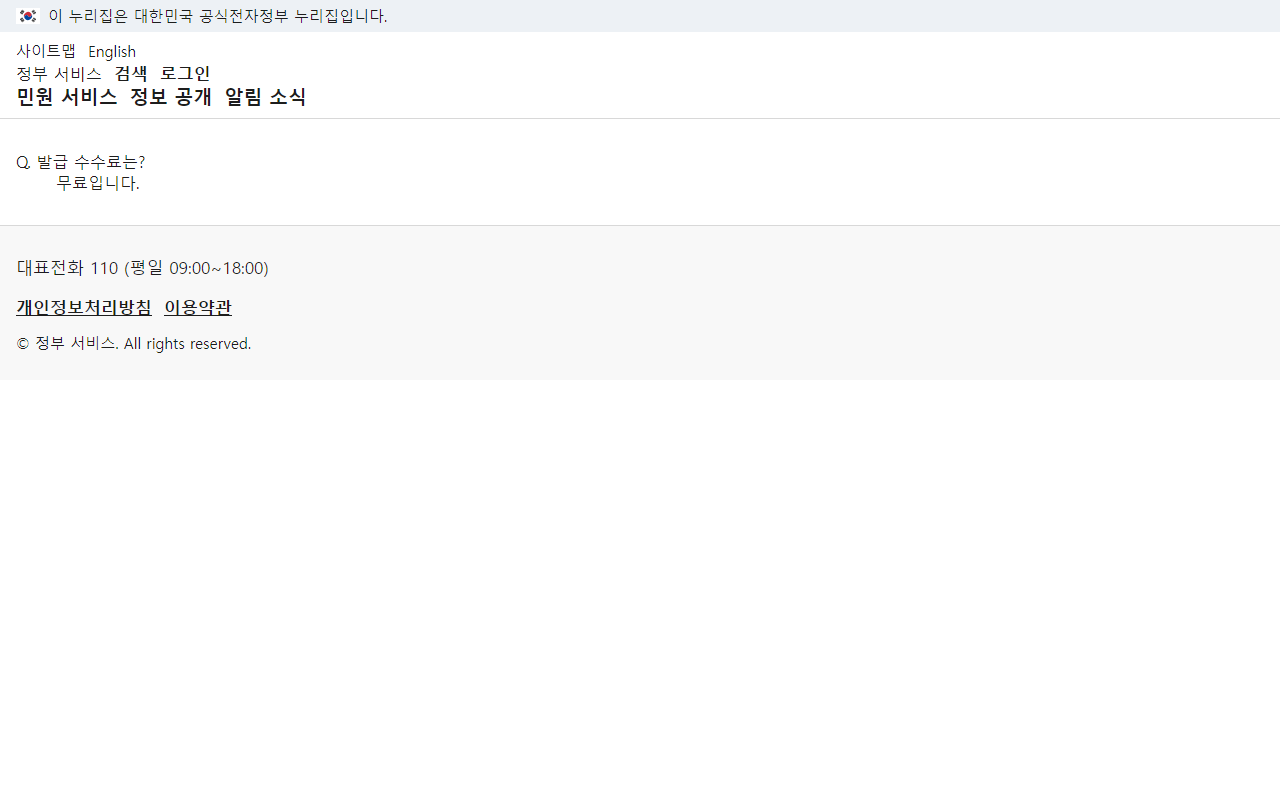 이 누리집은 대한민국 공식전자정부 누리집입니다.
사이트맵 English
정부 서비스 검색 로그인
민원 서비스 정보 공개 알림 소식
Q. 발급 수수료는?
무료입니다.
대표전화 110 (평일 09:00~18:00)
개인정보처리방침 이용약관
© 정부 서비스. All rights reserved.